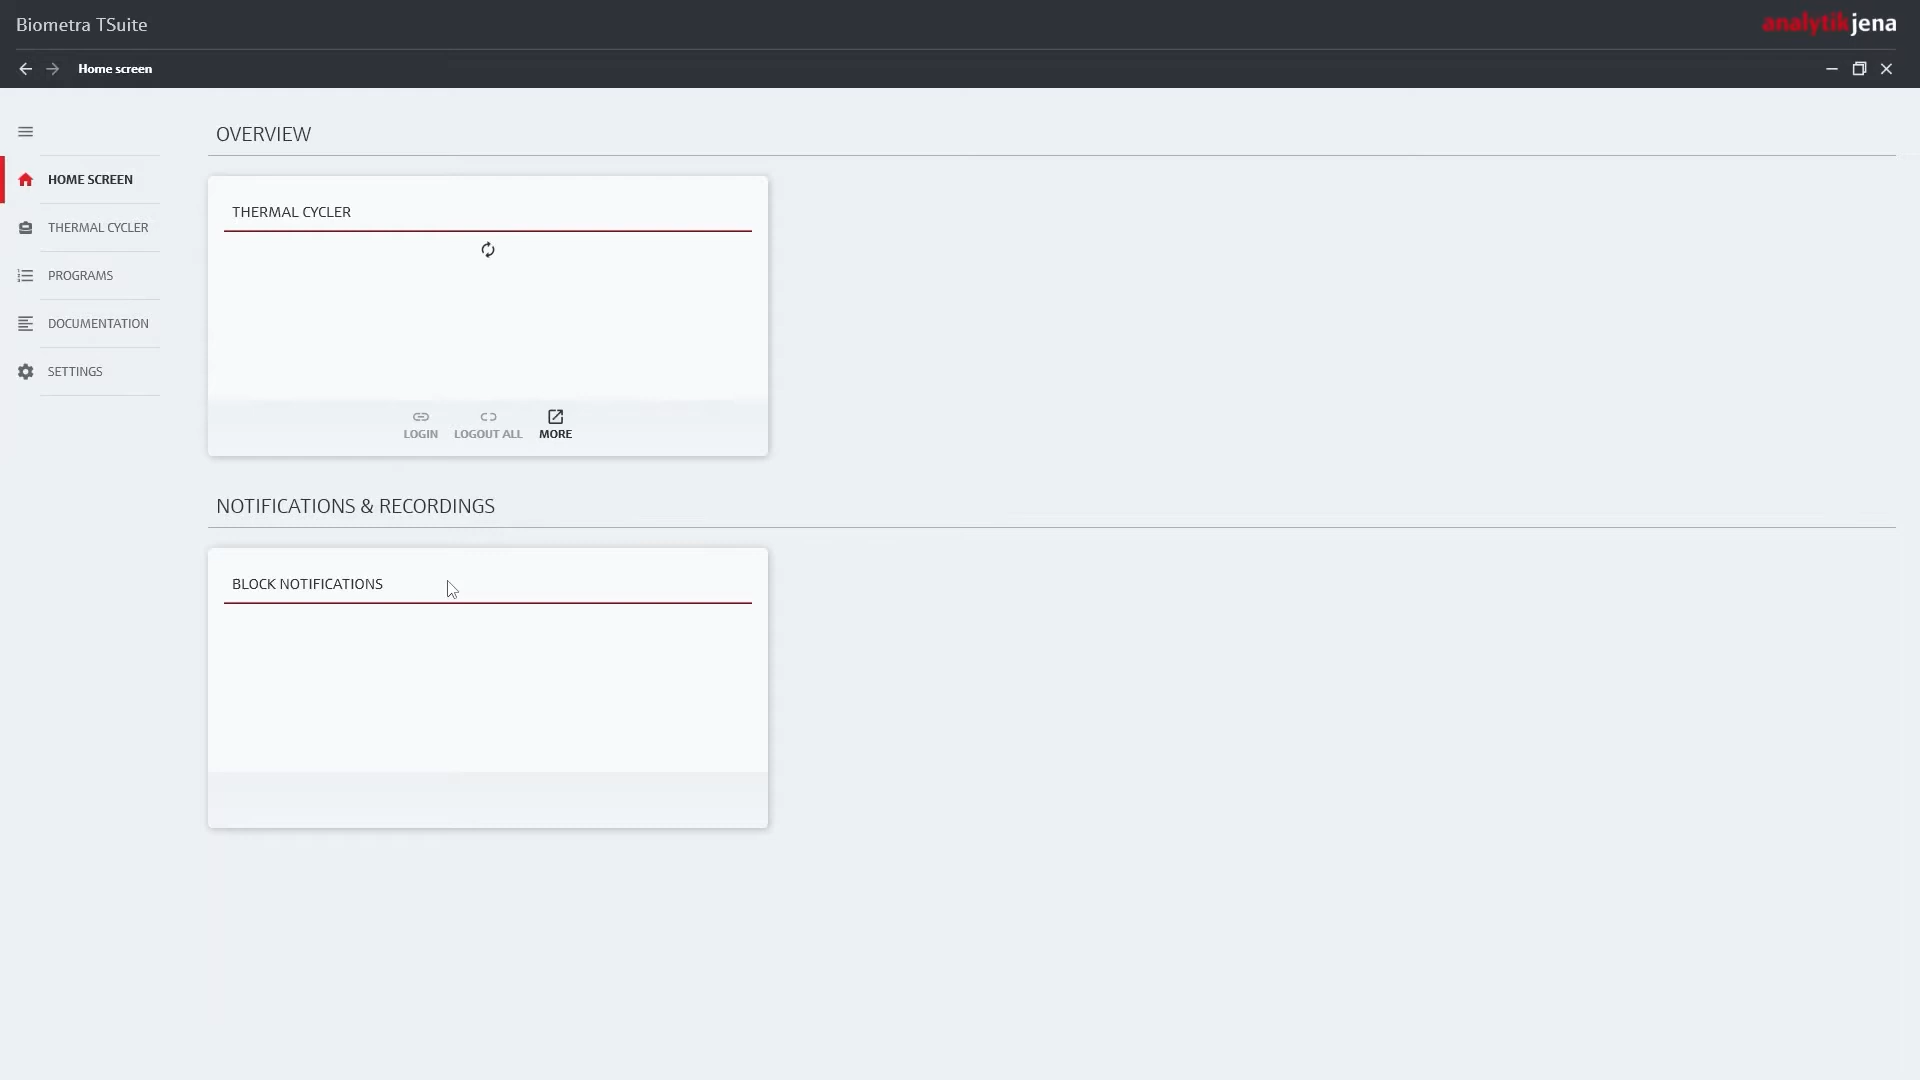 Biometra TSuite
analytikjena
Home screen
OVERVIEW
HOME SCREEN
THERMAL CYCLER
THERMAL CYCLER
PROGRAMS
DOCUMENTATION
SETTINGS
LOGIN
LOGOUT ALL
MORE
NOTIFICATIONS & RECORDINGS
BLOCK NOTIFICATIONS